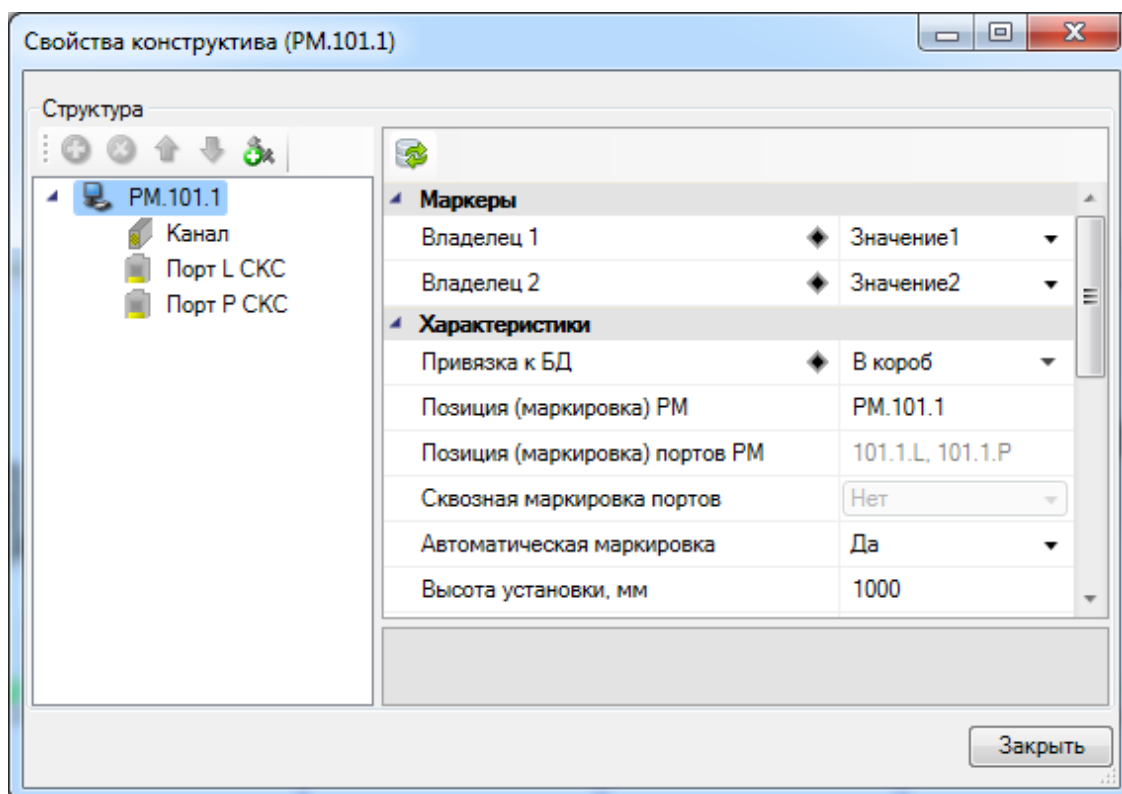 Свойства конструктива (РМ.101.1)
Структура
РМ.101.1
Канал
Порт L СКС
Порт Р СКС
Маркеры
Владелец 1 Значение1
Владелец 2 Значение2
Характеристики
Привязка к БД В короб
Позиция (маркировка) РМ РМ.101.1
Позиция (маркировка) портов РМ 101.1.L, 101.1.P
Сквозная маркировка портов Нет
Автоматическая маркировка Да
Высота установки, мм 1000
Закрыть